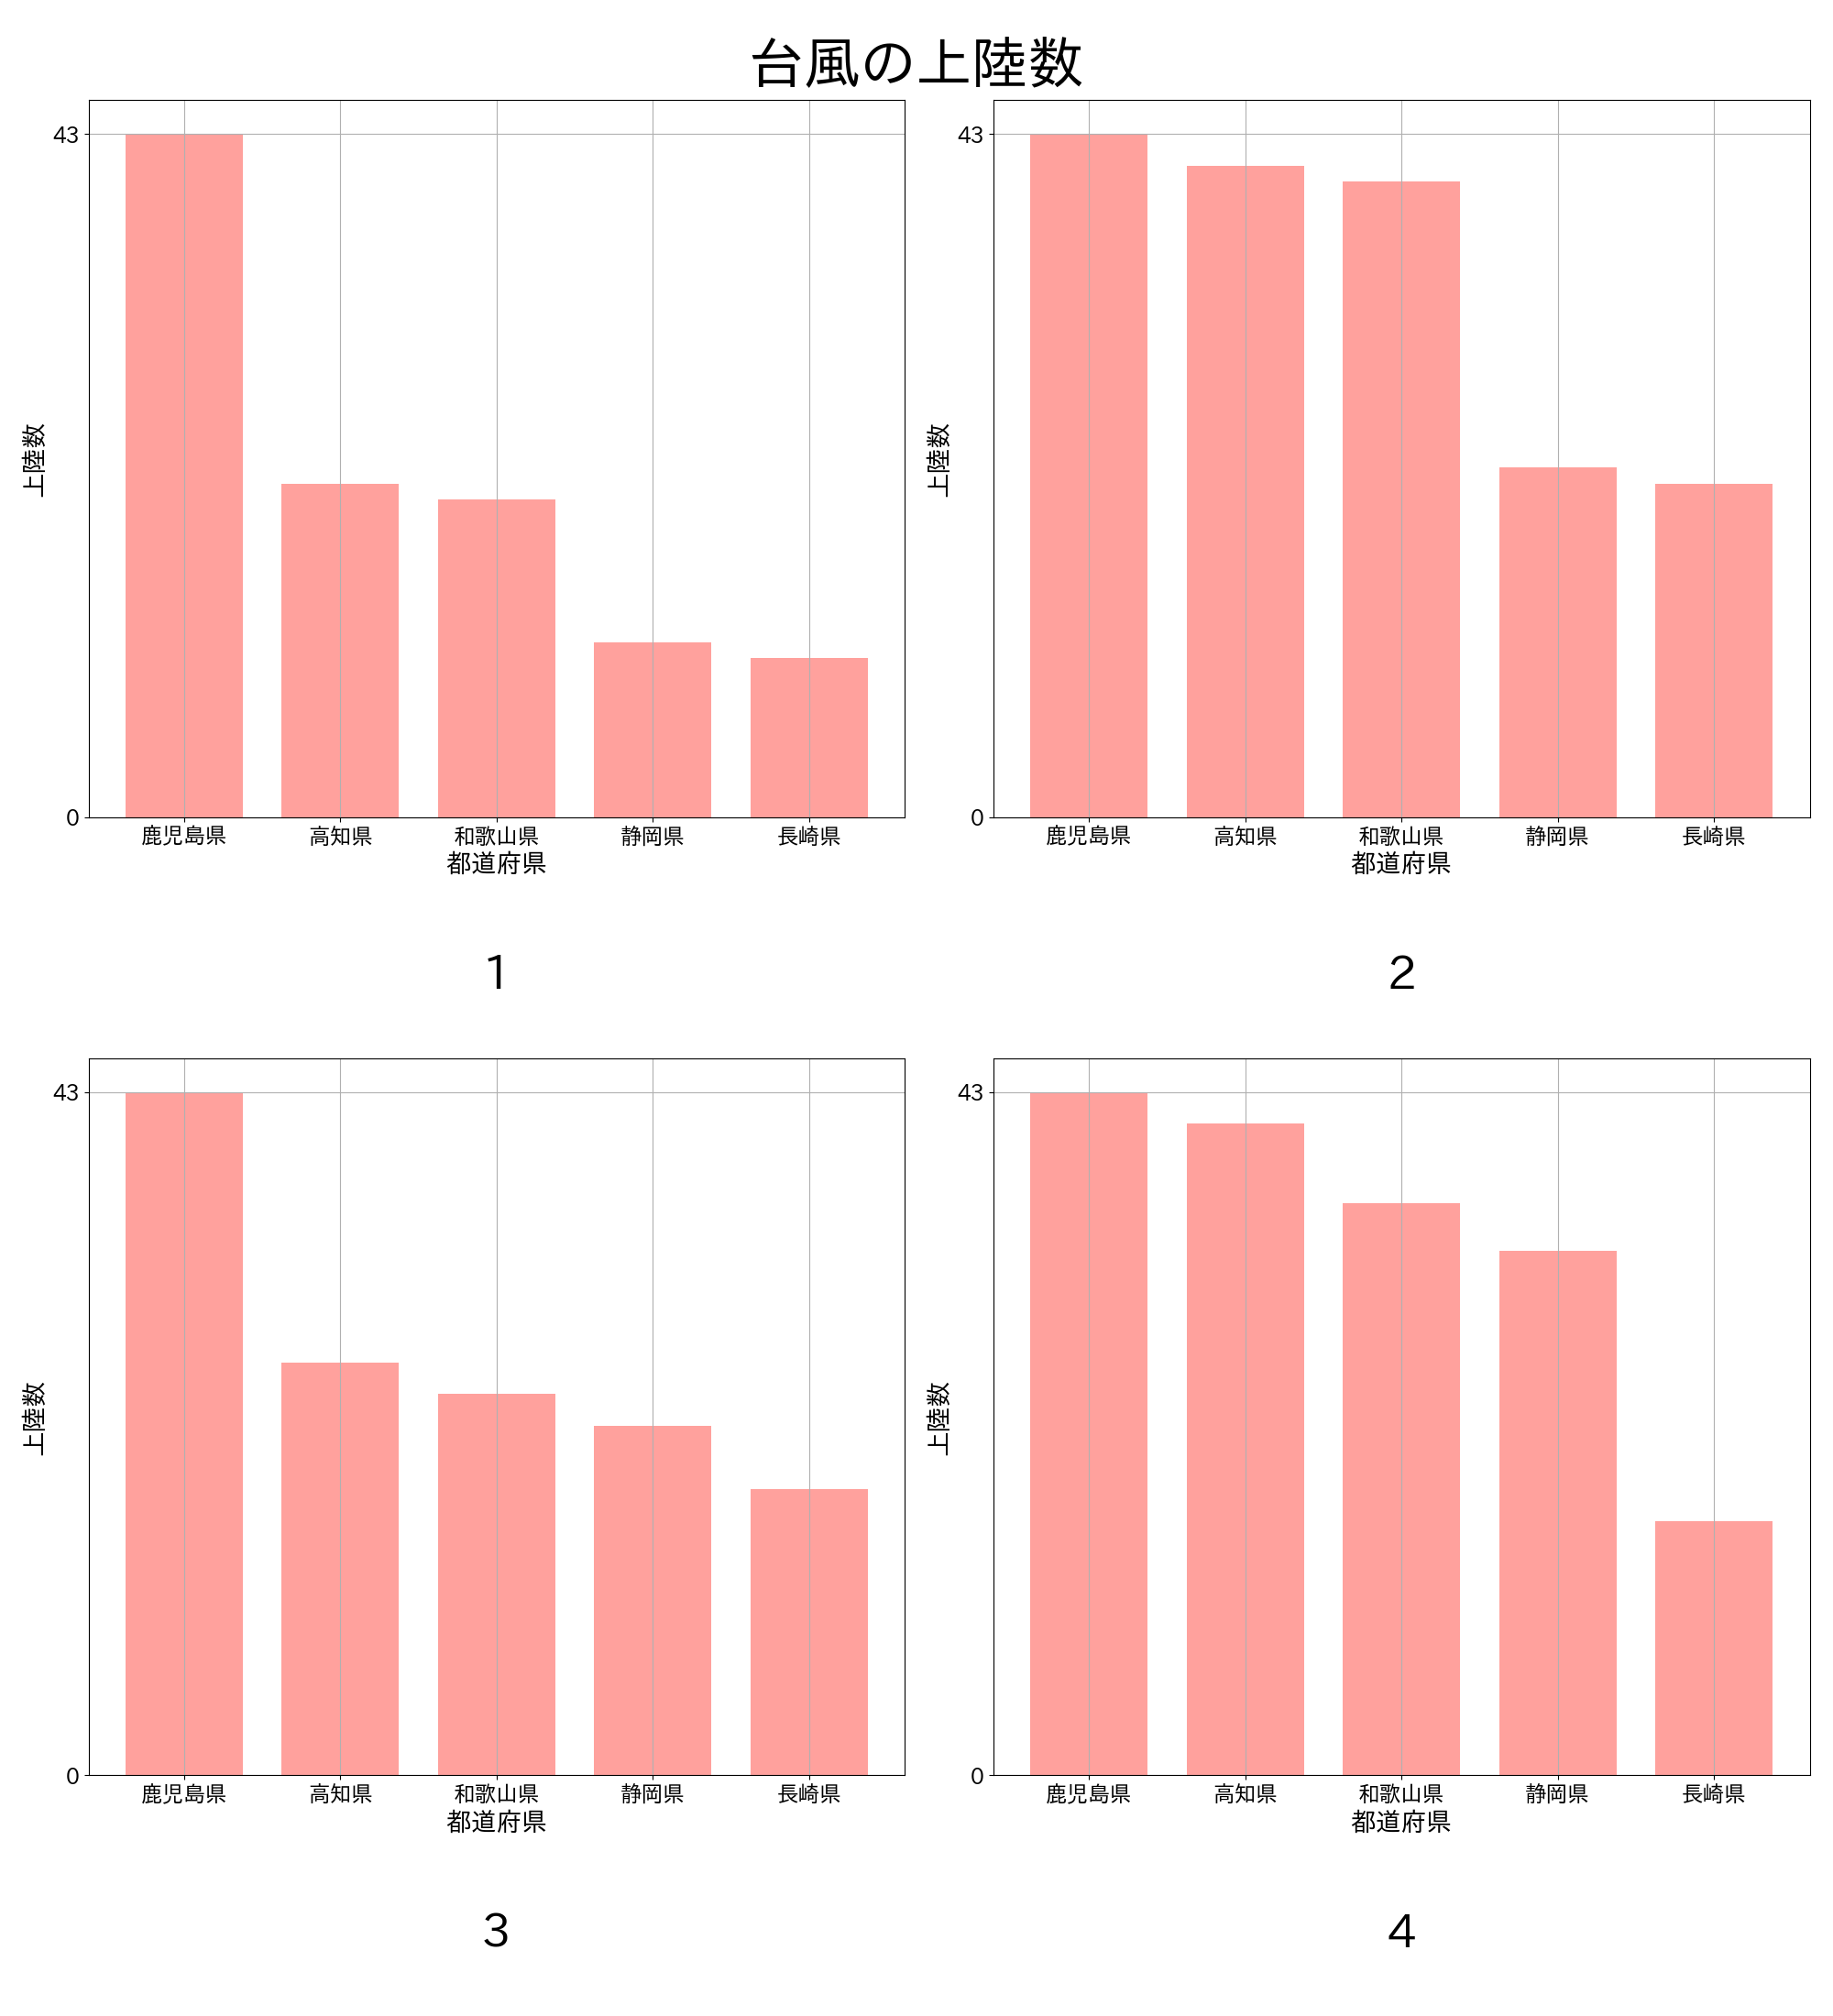 台風の上陸数
43
上陸数
0
鹿児島県 高知県 和歌山県 静岡県 長崎県
都道府県
1
43
上陸数
0
鹿児島県 高知県 和歌山県 静岡県 長崎県
都道府県
2
43
上陸数
0
鹿児島県 高知県 和歌山県 静岡県 長崎県
都道府県
3
43
上陸数
0
鹿児島県 高知県 和歌山県 静岡県 長崎県
都道府県
4